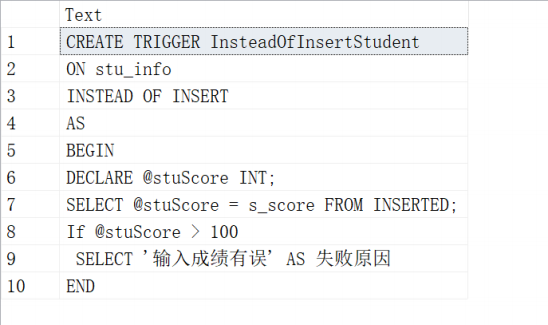 Text
1 CREATE TRIGGER InsteadOfInsertStudent
2 ON stu_info
3 INSTEAD OF INSERT
4 AS
5 BEGIN
6 DECLARE @stuScore INT;
7 SELECT @stuScore = s_score FROM INSERTED;
8 If @stuScore > 100
9 SELECT '输入成绩有误' AS 失败原因
10 END